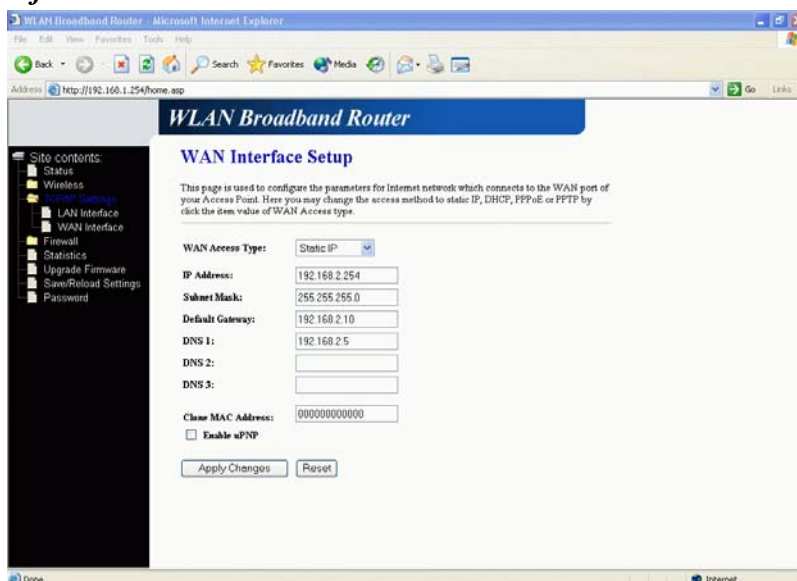 WLAN Broadband Router - Microsoft Internet Explorer
File Edit View Favorites Tools Help
Back Search Favorites Media
Address http://192.168.1.254/home.asp Go Links
WLAN Broadband Router
Site contents:
Status
Wireless
TCP/IP Settings
LAN Interface
WAN Interface
Firewall
Statistics
Upgrade Firmware
Save/Reload Settings
Password
WAN Interface Setup
This page is used to configure the parameters for Internet network which connects to the WAN port of
your Access Point. Here you may change the access method to static IP, DHCP, PPPoE or PPTP by
click the item value of WAN Access type.
WAN Access Type: Static IP
IP Address: 192.168.2.254
Subnet Mask: 255.255.255.0
Default Gateway: 192.168.2.10
DNS 1: 192.168.2.5
DNS 2:
DNS 3:
Clone MAC Address: 000000000000
Enable uPNP
Apply Changes Reset
Done Internet